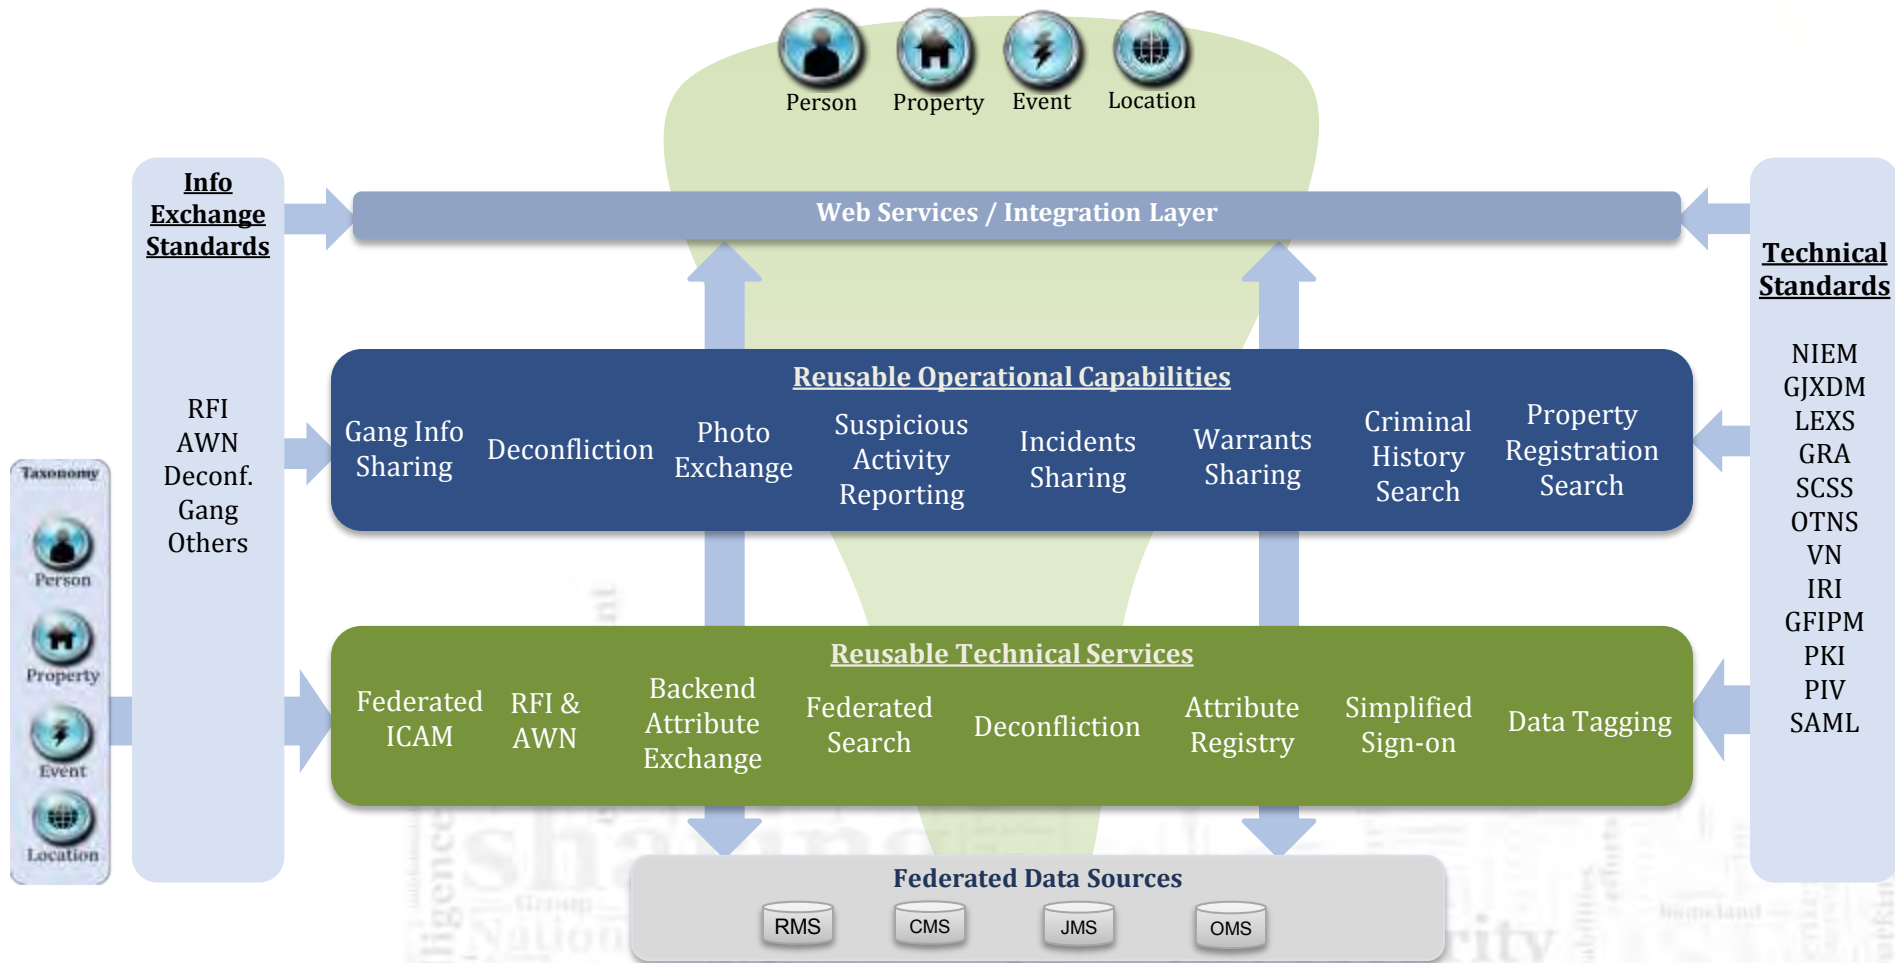 Person
Property
Event
Location
Info
Exchange
Standards
RFI
AWN
Deconf.
Gang
Others
Taxonomy
Person
Property
Event
Location
Web Services / Integration Layer
Reusable Operational Capabilities
Gang Info
Sharing
Deconfliction
Photo
Exchange
Suspicious
Activity
Reporting
Incidents
Sharing
Warrants
Sharing
Criminal
History
Search
Property
Registration
Search
Reusable Technical Services
Federated
ICAM
RFI &
AWN
Backend
Attribute
Exchange
Federated
Search
Deconfliction
Attribute
Registry
Simplified
Sign-on
Data Tagging
Federated Data Sources
RMS
CMS
JMS
OMS
Technical
Standards
NIEM
GJXDM
LEXS
GRA
SCSS
OTNS
VN
IRI
GFIPM
PKI
PIV
SAML
sharing
Group
efforts
homeland